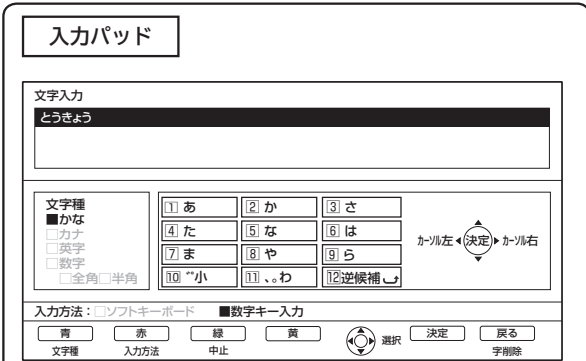 入力パッド
文字入力
とうきょう
文字種
■かな
□カナ
□英字
□数字
□全角□半角
1 あ 2 か 3 さ
4 た 5 な 6 は
7 ま 8 や 9 ら
10 ゛゜小 11 、。わ 12逆候補
カーソル左 決定 カーソル右
入力方法：□ソフトキーボード ■数字キー入力
青 赤 緑 黄 選択 決定 戻る
文字種 入力方法 中止 字削除